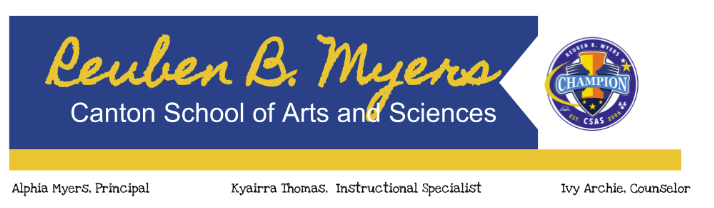 Reuben B. Myers
Canton School of Arts and Sciences
REUBEN B. MYERS
CHAMPION
EST. CSAS 2003
Alphia Myers, Principal Kyairra Thomas, Instructional Specialist Ivy Archie, Counselor